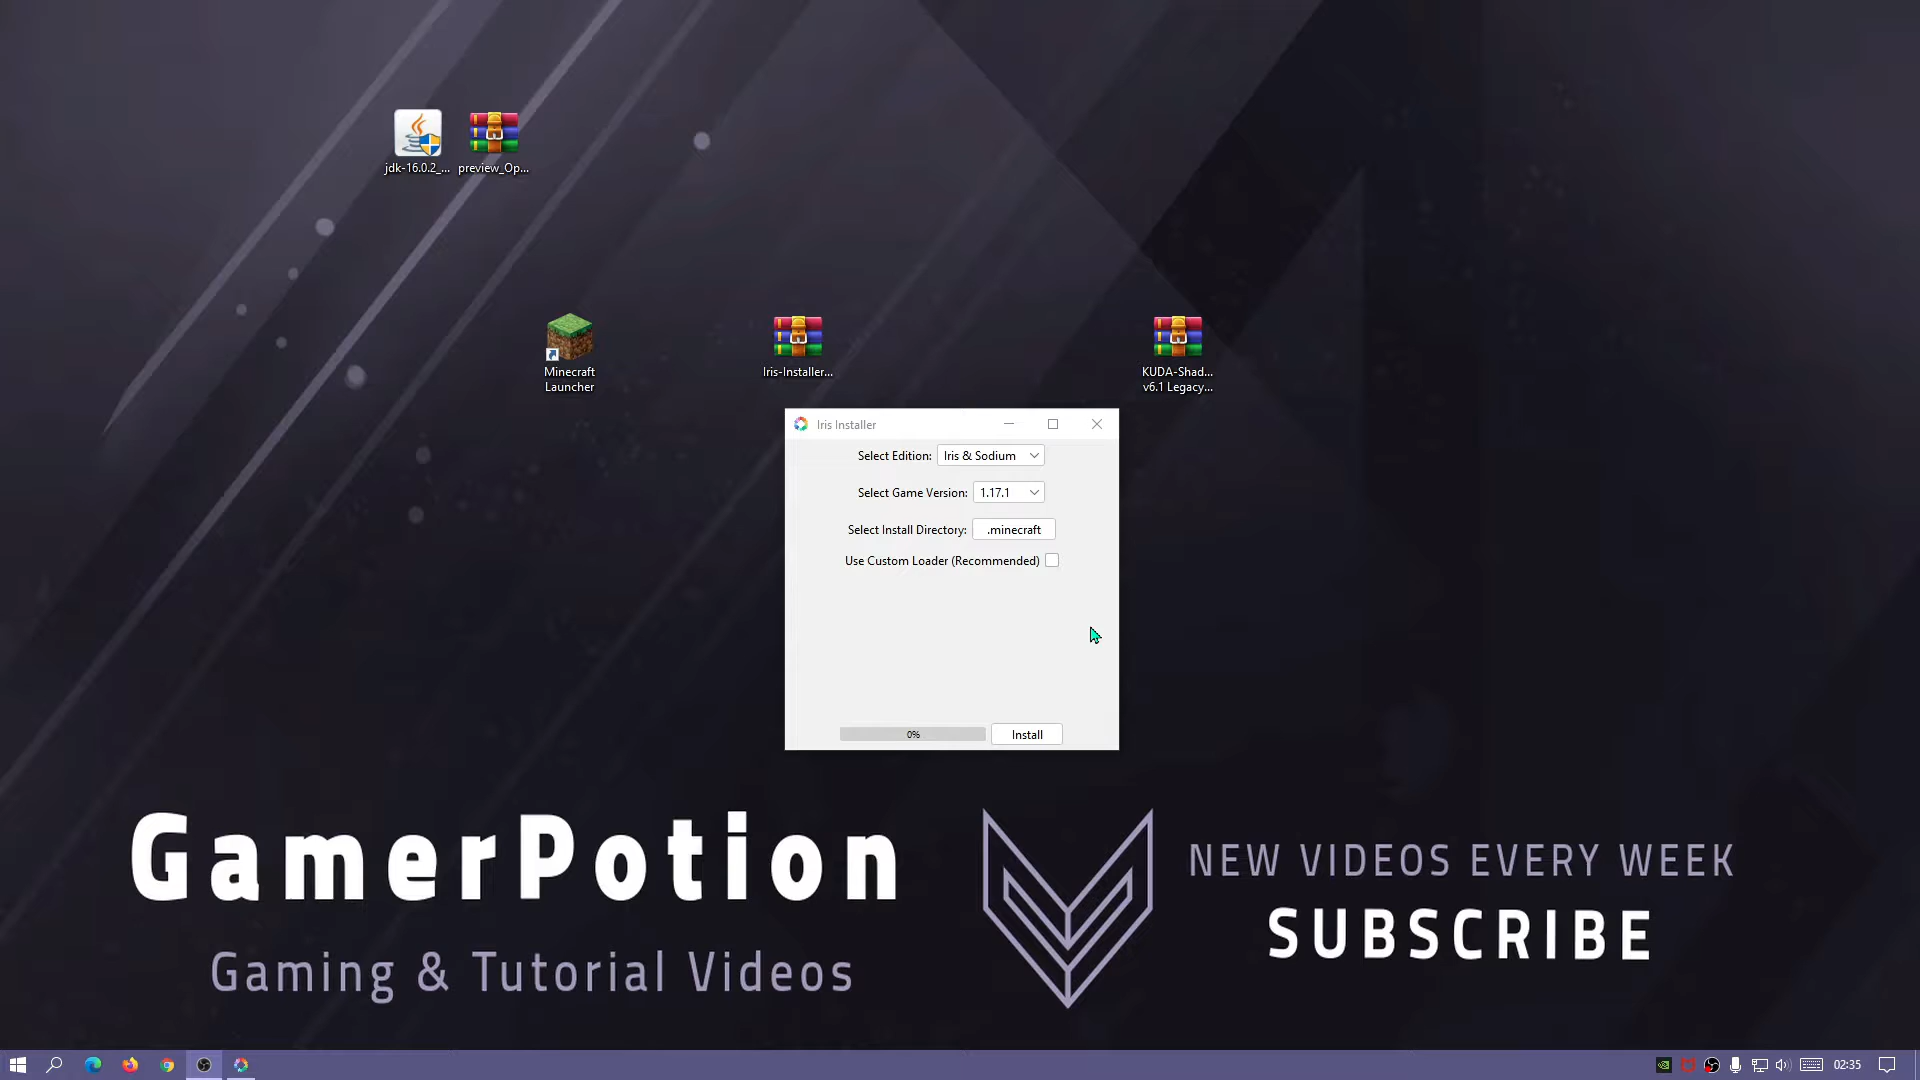 jdk-16.0.2_...
preview_Op...
Minecraft
Launcher
Iris-Installer...
KUDA-Shad...
v6.1 Legacy...
Iris Installer
Select Edition: Iris & Sodium
Select Game Version: 1.17.1
Select Install Directory: .minecraft
Use Custom Loader (Recommended)
0% Install
GamerPotion
Gaming & Tutorial Videos
NEW VIDEOS EVERY WEEK
SUBSCRIBE
02:35